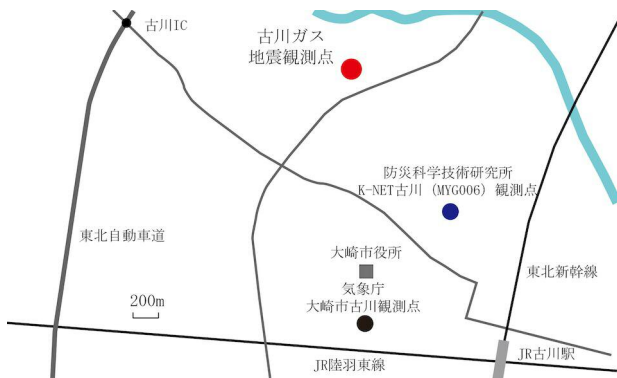 古川IC
古川ガス
地震観測点
防災科学技術研究所
K-NET古川（MYG006）観測点
東北自動車道
大崎市役所
東北新幹線
気象庁
200m
大崎市古川観測点
JR古川駅
JR陸羽東線